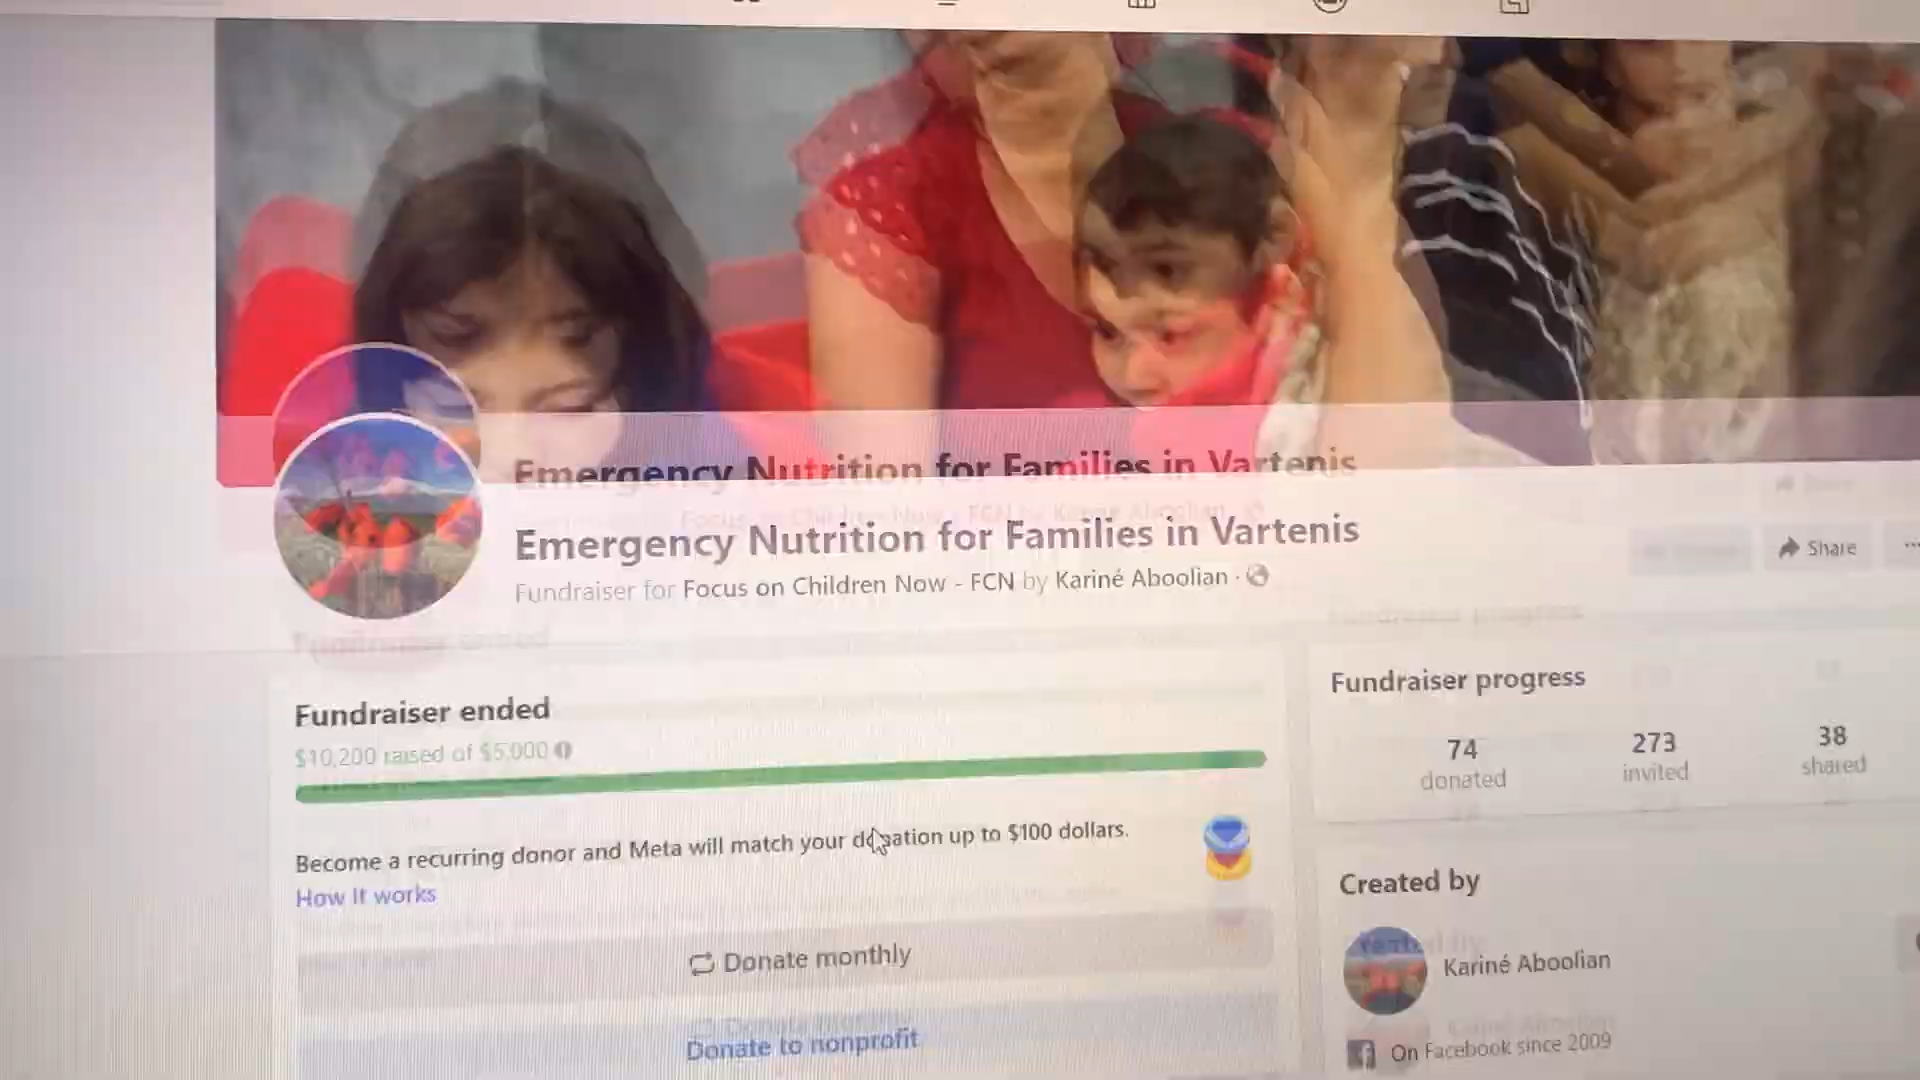 Emergency Nutrition for Families in Vartenis
Emergency Nutrition for Families in Vartenis
Fundraiser for Focus on Children Now - FCN by Kariné Aboolian ·
Share
Fundraiser ended
$10,200 raised of $5,000
Become a recurring donor and Meta will match your donation up to $100 dollars.
How it works
Donate monthly
Donate to nonprofit
Fundraiser progress
74
donated
273
invited
38
shared
Created by
Kariné Aboolian
On Facebook since 2009